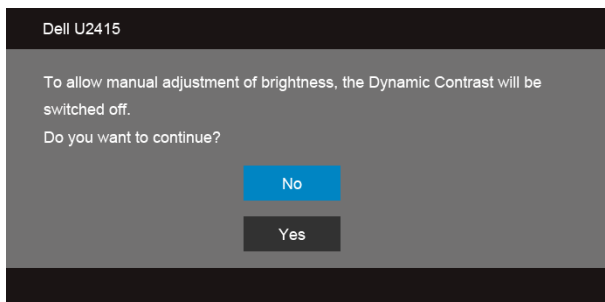 Dell U2415
To allow manual adjustment of brightness, the Dynamic Contrast will be
switched off.
Do you want to continue?
No
Yes